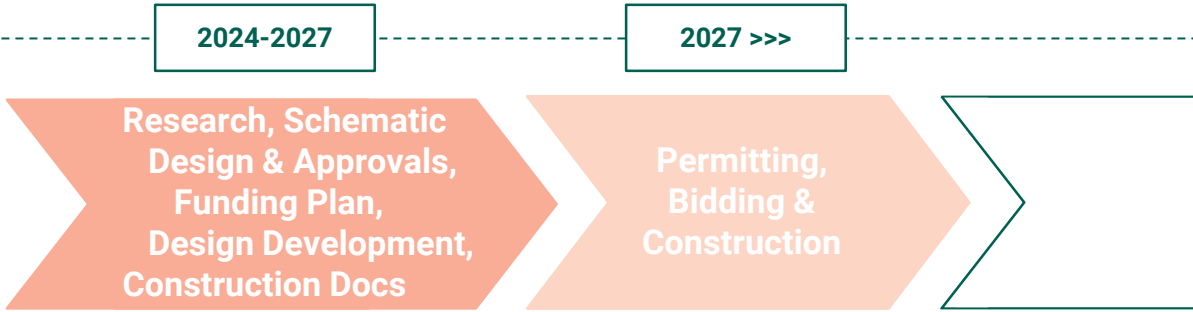 2024-2027
2027 >>>
Research, Schematic
Design & Approvals,
Funding Plan,
Design Development,
Construction Docs
Permitting,
Bidding &
Construction